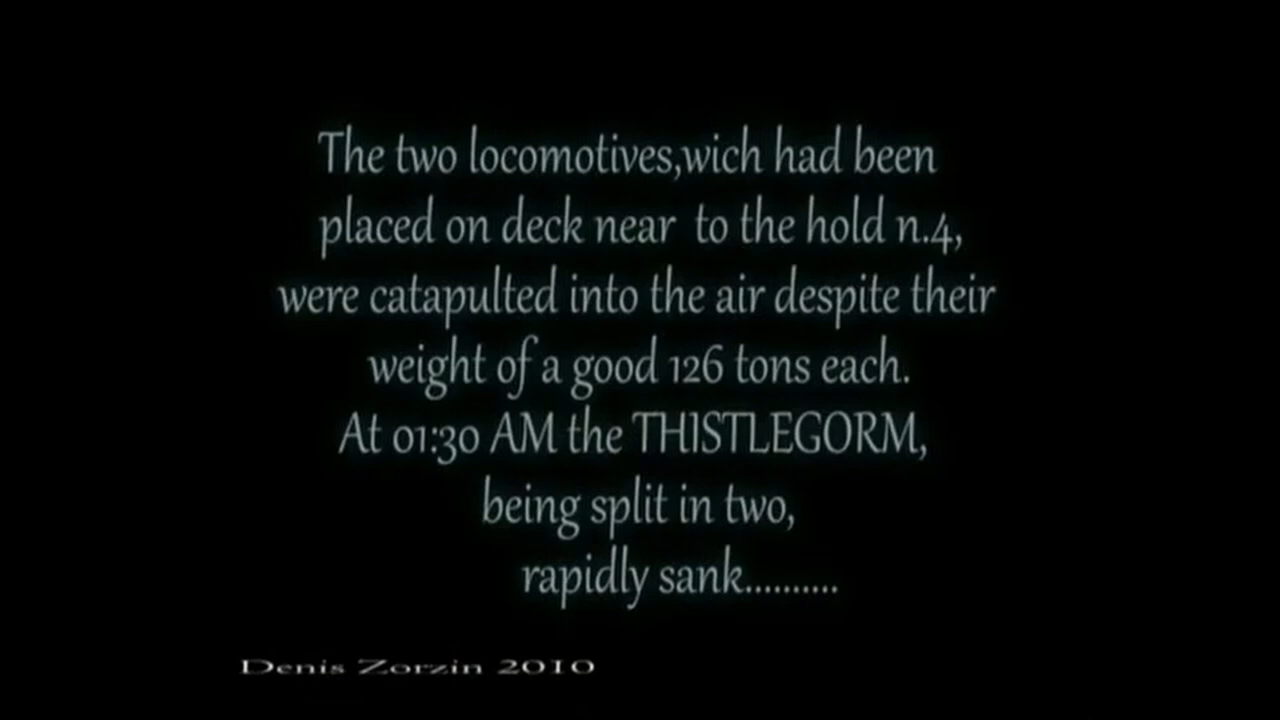 The two locomotives,wich had been
placed on deck near to the hold n.4,
were catapulted into the air despite their
weight of a good 126 tons each.
At 01:30 AM the THISTLEGORM,
being split in two,
rapidly sank..........
Denis Zorzin 2010